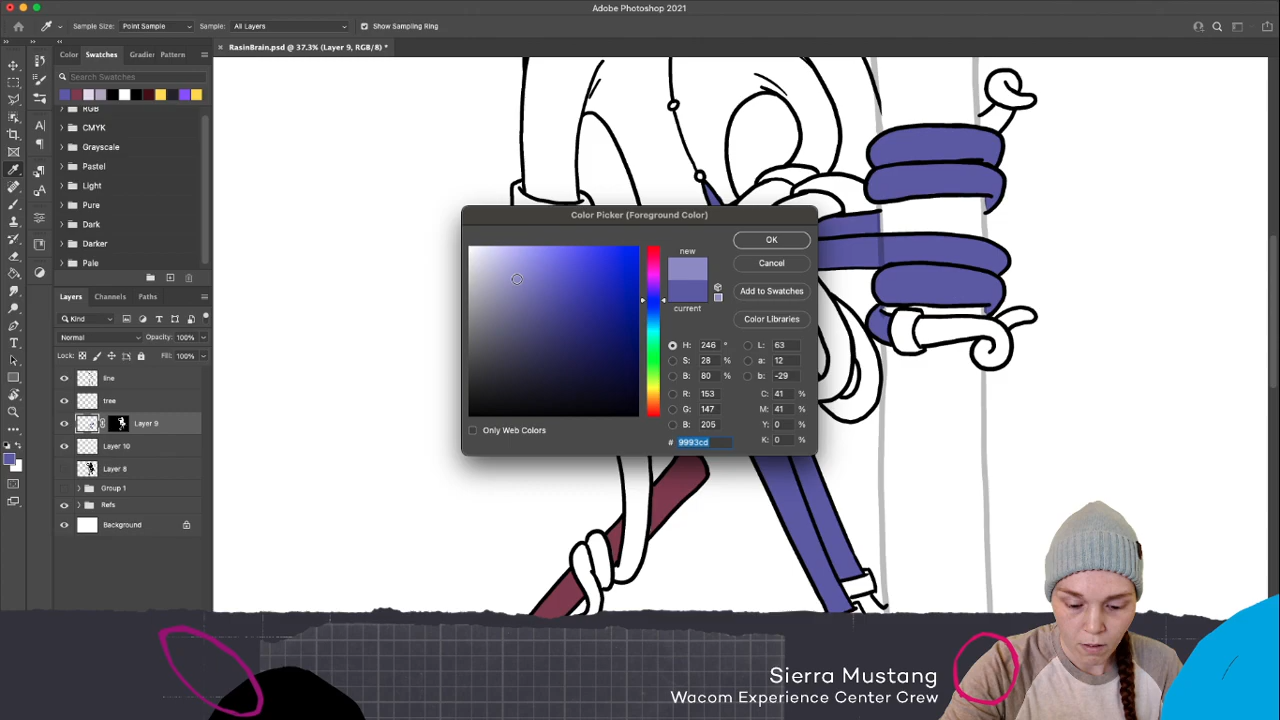 Adobe Photoshop 2021
Sample Size: Point Sample Sample: All Layers Show Sampling Ring
Color Swatches Gradier Pattern
× RasinBrain.psd @ 37.3% (Layer 9, RGB/8) *
Search Swatches
RGB
CMYK
Grayscale
Pastel
Light
Pure
Dark
Darker
Pale
Layers Channels Paths
Kind
Normal Opacity: 100%
Lock: Fill: 100%
line
tree
Layer 9
Layer 10
Layer 8
Group 1
Refs
Background
Color Picker (Foreground Color)
new
current
OK
Cancel
Add to Swatches
Color Libraries
H: 246 ° L: 63
S: 28 % a: 12
B: 80 % b: -29
R: 153 C: 41 %
G: 147 M: 41 %
B: 205 Y: 0 %
K: 0 %
# 9993cd
Only Web Colors
Sierra Mustang
Wacom Experience Center Crew